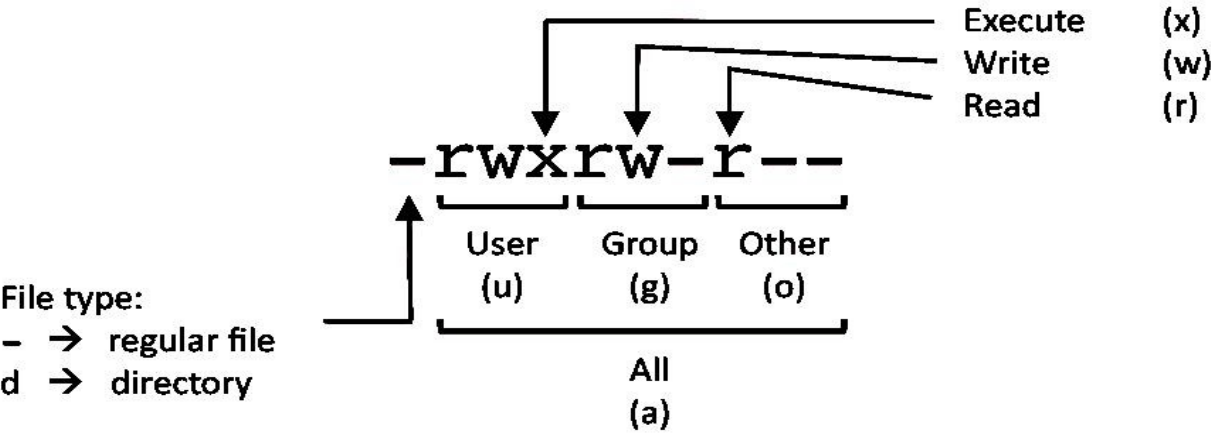 Execute (x)
Write (w)
Read (r)
-rwxrw-r--
User Group Other
(u) (g) (o)
File type:
- → regular file
d → directory
All
(a)